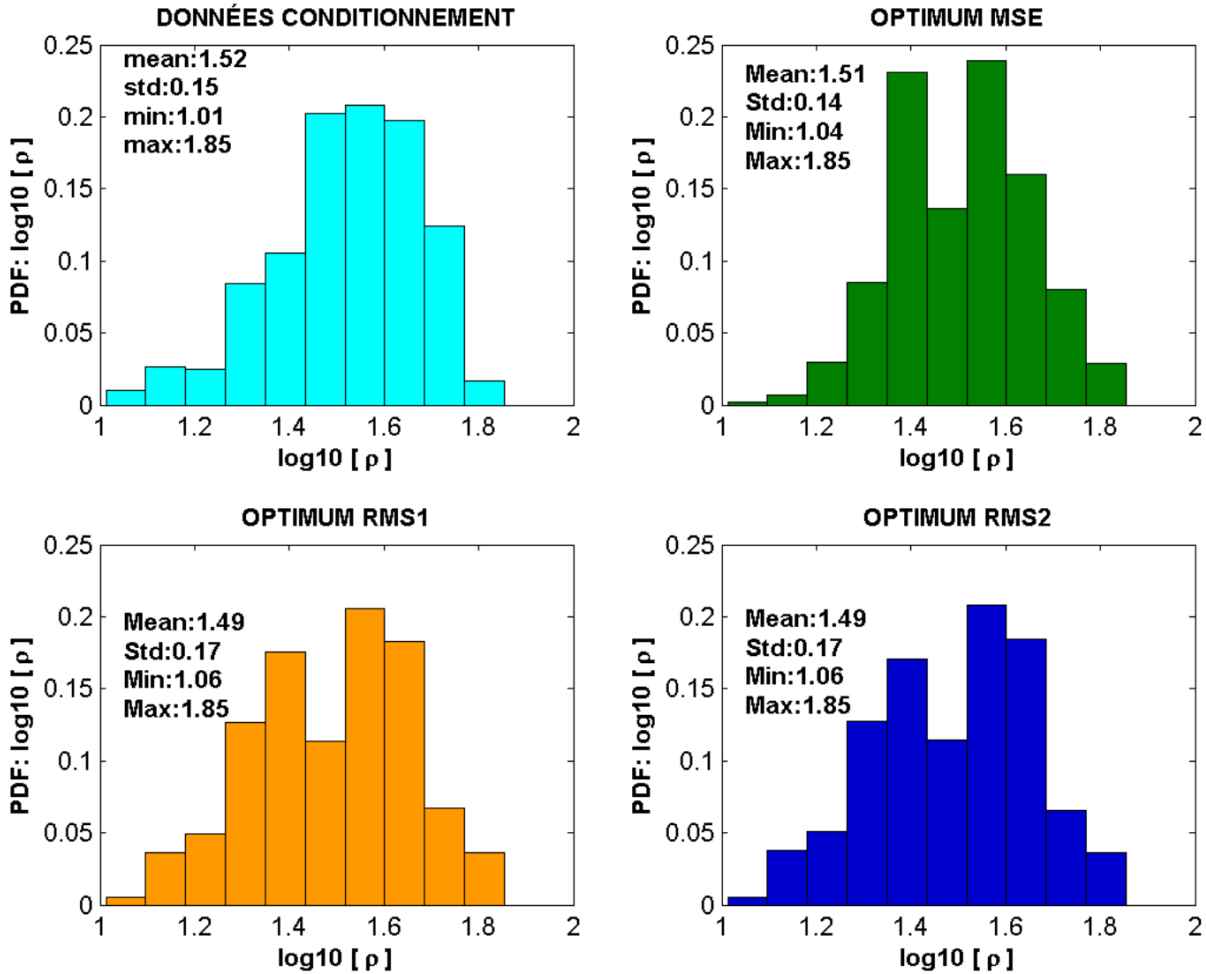 DONNÉES CONDITIONNEMENT
mean:1.52
std:0.15
min:1.01
max:1.85
PDF: log10 [ ρ ]
0.25
0.2
0.15
0.1
0.05
0
1
1.2
1.4
1.6
1.8
2
log10 [ ρ ]
OPTIMUM MSE
Mean:1.51
Std:0.14
Min:1.04
Max:1.85
PDF: log10 [ ρ ]
0.25
0.2
0.15
0.1
0.05
0
1
1.2
1.4
1.6
1.8
2
log10 [ ρ ]
OPTIMUM RMS1
Mean:1.49
Std:0.17
Min:1.06
Max:1.85
PDF: log10 [ ρ ]
0.25
0.2
0.15
0.1
0.05
0
1
1.2
1.4
1.6
1.8
2
log10 [ ρ ]
OPTIMUM RMS2
Mean:1.49
Std:0.17
Min:1.06
Max:1.85
PDF: log10 [ ρ ]
0.25
0.2
0.15
0.1
0.05
0
1
1.2
1.4
1.6
1.8
2
log10 [ ρ ]